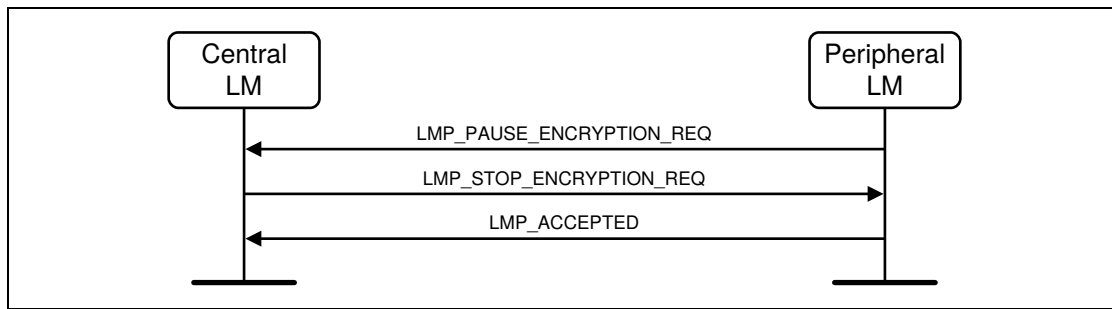 Central
LM
Peripheral
LM
LMP_PAUSE_ENCRYPTION_REQ
LMP_STOP_ENCRYPTION_REQ
LMP_ACCEPTED